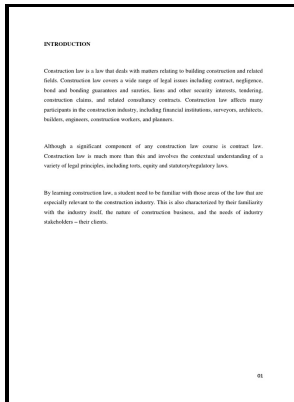 INTRODUCTION
Construction law is a law that deals with matters relating to building construction and related
fields. Construction law covers a wide range of legal issues including contract, negligence,
bond and bonding guarantees and sureties, liens and other security interests, tendering,
construction claims, and related consultancy contracts. Construction law affects many
participants in the construction industry, including financial institutions, surveyors, architects,
builders, engineers, construction workers, and planners.
Although a significant component of any construction law course is contract law.
Construction law is much more than this and involves the contextual understanding of a
variety of legal principles, including torts, equity and statutory/regulatory laws.
By learning construction law, a student need to be familiar with those areas of the law that are
especially relevant to the construction industry. This is also characterized by their familiarity
with the industry itself, the nature of construction business, and the needs of industry
stakeholders – their clients.
01